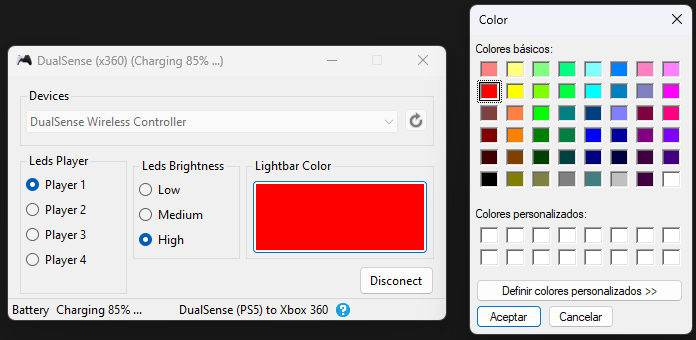 DualSense (x360) (Charging 85% ...)
Devices
DualSense Wireless Controller
Leds Player
Player 1
Player 2
Player 3
Player 4
Leds Brightness
Low
Medium
High
Lightbar Color
Disconect
Battery Charging 85% ...
DualSense (PS5) to Xbox 360 ?
Color
Colores básicos:
Colores personalizados:
Definir colores personalizados >>
Aceptar
Cancelar